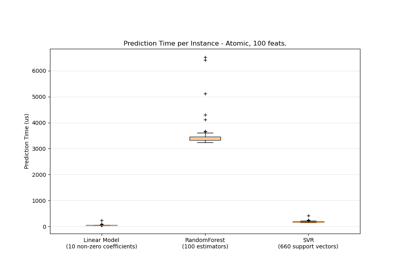 Prediction Time per Instance - Atomic, 100 feats.
Prediction Time (us)
6000
5000
4000
3000
2000
1000
0
Linear Model
(10 non-zero coefficients)
RandomForest
(100 estimators)
SVR
(660 support vectors)